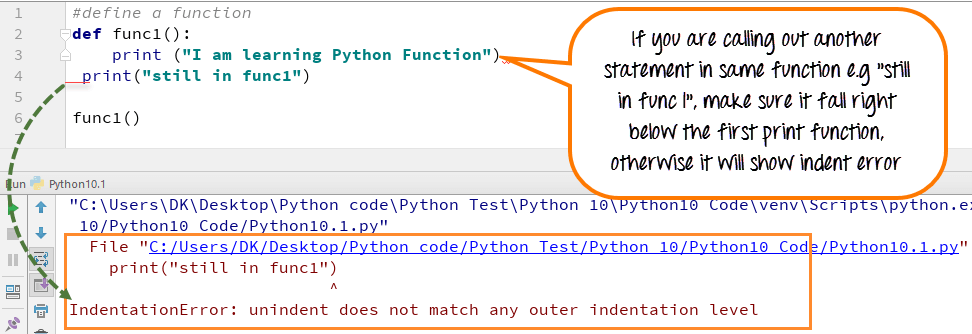 1 #define a function
2 def func1():
3 print ("I am learning Python Function")
4 print("still in func1")
5
6 func1()
7
If you are calling out another
statement in same function e.g "still
in func 1", make sure it fall right
below the first print function,
otherwise it will show indent error
Run Python10.1
"C:\Users\DK\Desktop\Python code\Python Test\Python 10\Python10 Code\venv\Scripts\python.ex
10/Python10 Code/Python10.1.py"
File "C:/Users/DK/Desktop/Python code/Python Test/Python 10/Python10 Code/Python10.1.py"
print("still in func1")
^
IndentationError: unindent does not match any outer indentation level